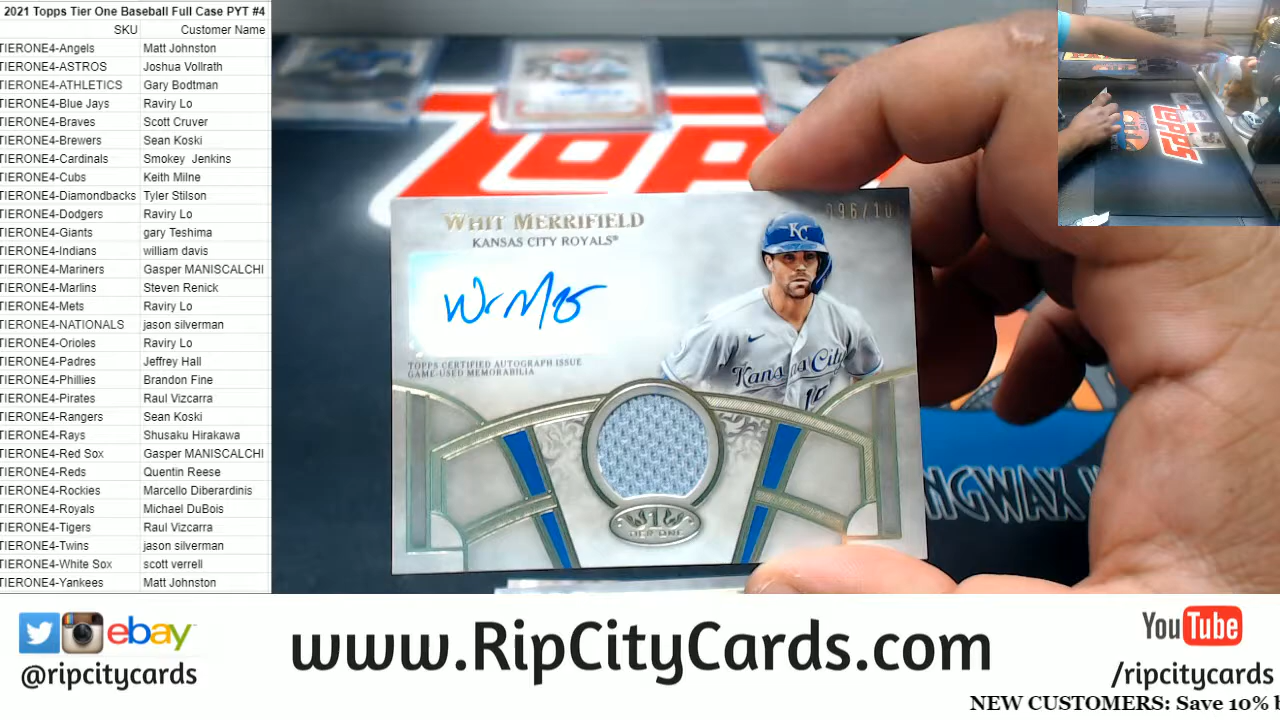 2021 Topps Tier One Baseball Full Case PYT #4
SKU Customer Name
TIERONE4-Angels Matt Johnston
TIERONE4-ASTROS Joshua Vollrath
TIERONE4-ATHLETICS Gary Bodtman
TIERONE4-Blue Jays Raviry Lo
TIERONE4-Braves Scott Cruver
TIERONE4-Brewers Sean Koski
TIERONE4-Cardinals Smokey Jenkins
TIERONE4-Cubs Keith Milne
TIERONE4-Diamondbacks Tyler Stilson
TIERONE4-Dodgers Raviry Lo
TIERONE4-Giants gary Teshima
TIERONE4-Indians william davis
TIERONE4-Mariners Gasper MANISCALCHI
TIERONE4-Marlins Steven Renick
TIERONE4-Mets Raviry Lo
TIERONE4-NATIONALS jason silverman
TIERONE4-Orioles Raviry Lo
TIERONE4-Padres Jeffrey Hall
TIERONE4-Phillies Brandon Fine
TIERONE4-Pirates Raul Vizcarra
TIERONE4-Rangers Sean Koski
TIERONE4-Rays Shusaku Hirakawa
TIERONE4-Red Sox Gasper MANISCALCHI
TIERONE4-Reds Quentin Reese
TIERONE4-Rockies Marcello Diberardinis
TIERONE4-Royals Michael DuBois
TIERONE4-Tigers Raul Vizcarra
TIERONE4-Twins jason silverman
TIERONE4-White Sox scott verrell
TIERONE4-Yankees Matt Johnston
TOPPS
WHIT MERRIFIELD
KANSAS CITY ROYALS®
KC
Kansas City
TOPPS CERTIFIED AUTOGRAPH ISSUE
GAME-USED MEMORABILIA
1
TIER ONE
NGWAX
ebay
@ripcitycards
www.RipCityCards.com
YouTube
/ripcitycards
NEW CUSTOMERS: Save 10%